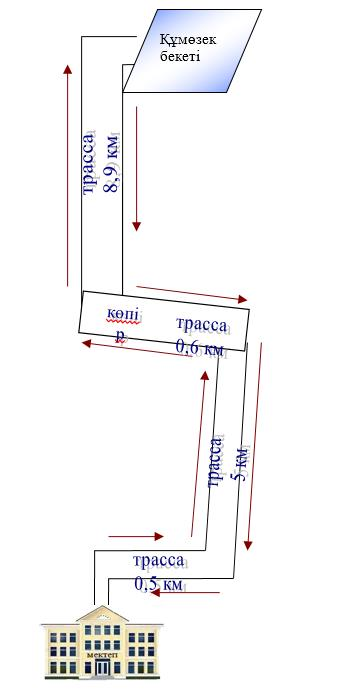 Құмөзек
бекеті
трасса
8,9 км
көпі
р
трасса
0,6 км
трасса
5 км
трасса
0,5 км
мектеп